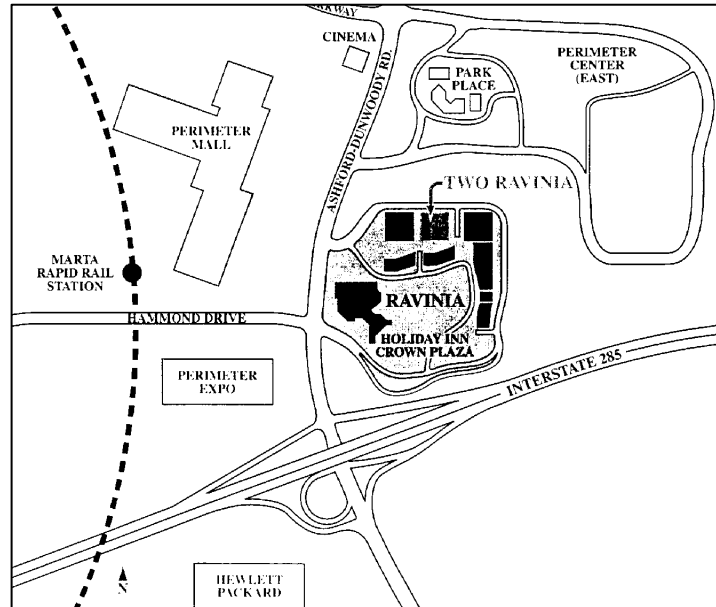 CINEMA
PERIMETER
CENTER
(EAST)
PARK
PLACE
ASHFORD-DUNWOODY RD.
PERIMETER
MALL
TWO RAVINIA
MARTA
RAPID RAIL
STATION
RAVINIA
HAMMOND DRIVE
HOLIDAY INN
CROWN PLAZA
INTERSTATE 285
PERIMETER
EXPO
N
HEWLETT
PACKARD